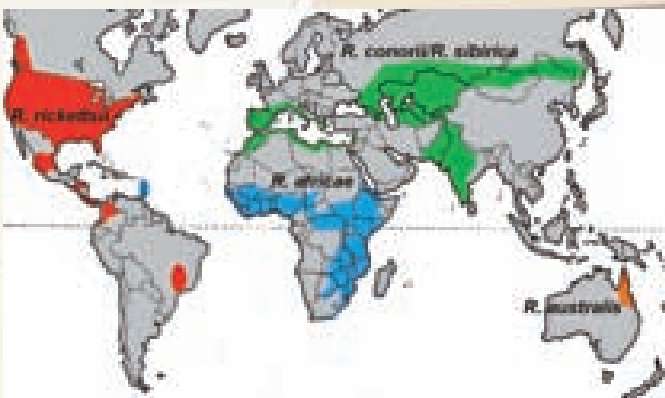 R. conorii/R. sibirica
R. rickettsii
R. africae
R. australis